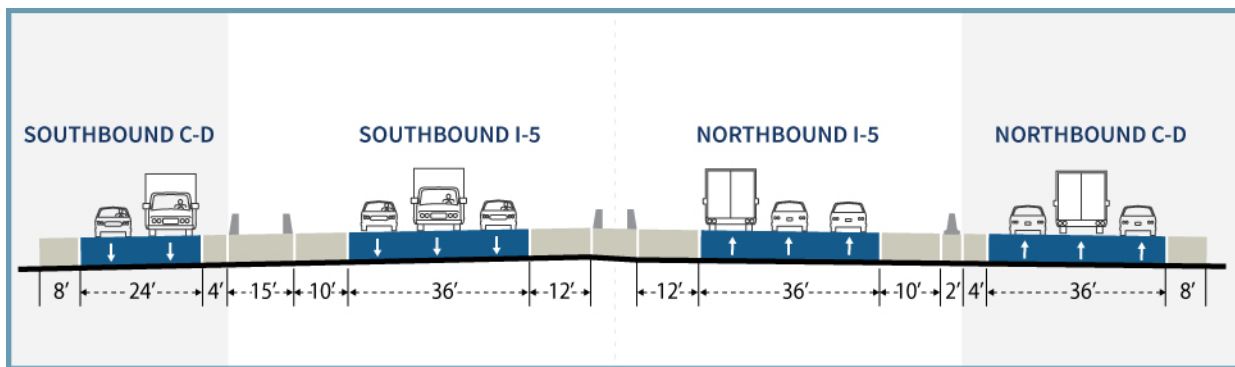 SOUTHBOUND C-D SOUTHBOUND I-5 NORTHBOUND I-5 NORTHBOUND C-D
8' 24' 4' 15' 10' 36' 12' 12' 36' 10' 2' 4' 36' 8'